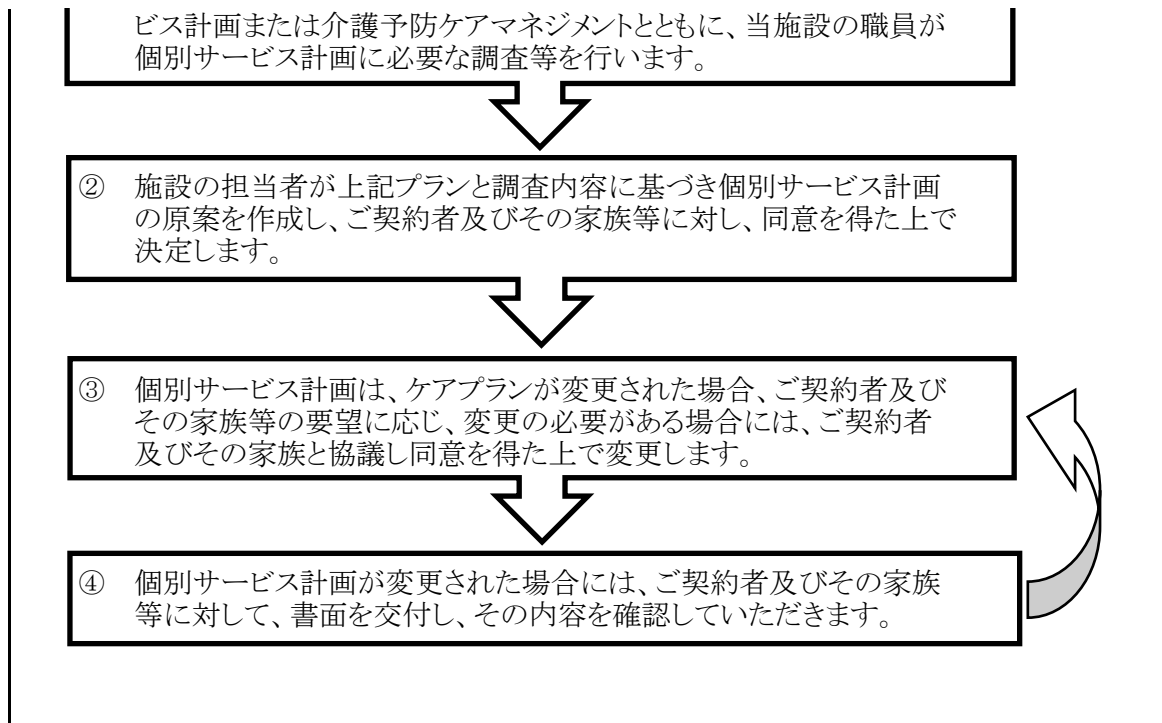 ビス計画または介護予防ケアマネジメントとともに、当施設の職員が
個別サービス計画に必要な調査等を行います。
② 施設の担当者が上記プランと調査内容に基づき個別サービス計画
の原案を作成し、ご契約者及びその家族等に対し、同意を得た上で
決定します。
③ 個別サービス計画は、ケアプランが変更された場合、ご契約者及び
その家族等の要望に応じ、変更の必要がある場合には、ご契約者
及びその家族と協議し同意を得た上で変更します。
④ 個別サービス計画が変更された場合には、ご契約者及びその家族
等に対して、書面を交付し、その内容を確認していただきます。